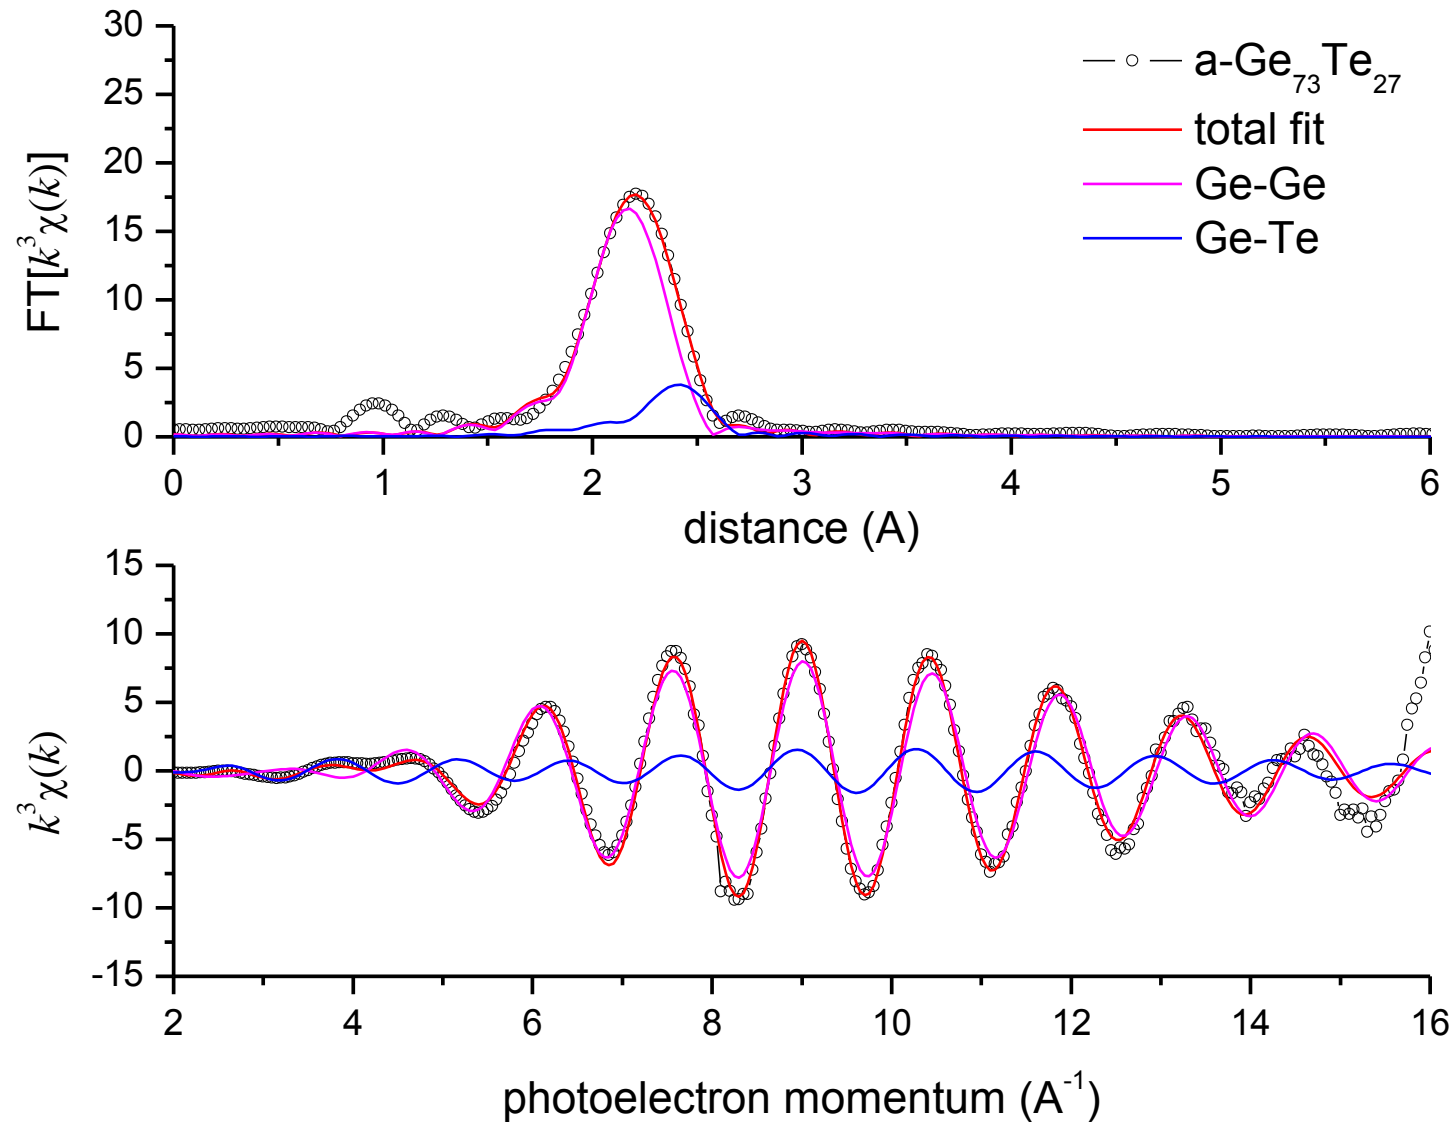 30
25
20
15
10
5
0
FT[k³χ(k)]
a-Ge₇₃Te₂₇
total fit
Ge-Ge
Ge-Te
0 1 2 3 4 5 6
distance (A)
15
10
5
0
-5
-10
-15
k³χ(k)
2 4 6 8 10 12 14 16
photoelectron momentum (A⁻¹)